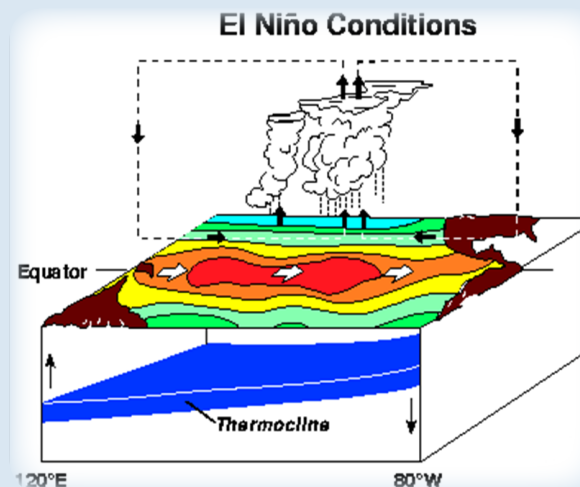 El Niño Conditions
Equator
Thermocline
120°E
80°W